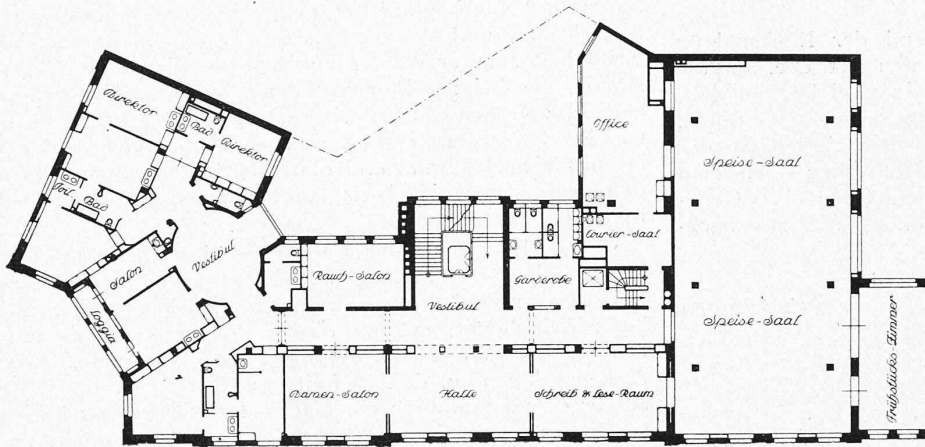 Direktor
Bad
Direktor
Office
Speise-Saal
Toil.
Bad
Courier-Saal
Vestibul
Salon
Rauch-Salon
Garderobe
Vestibul
Loggia
Speise-Saal
Frühstücks-Zimmer
Damen-Salon
Halle
Schreib & Lese-Raum